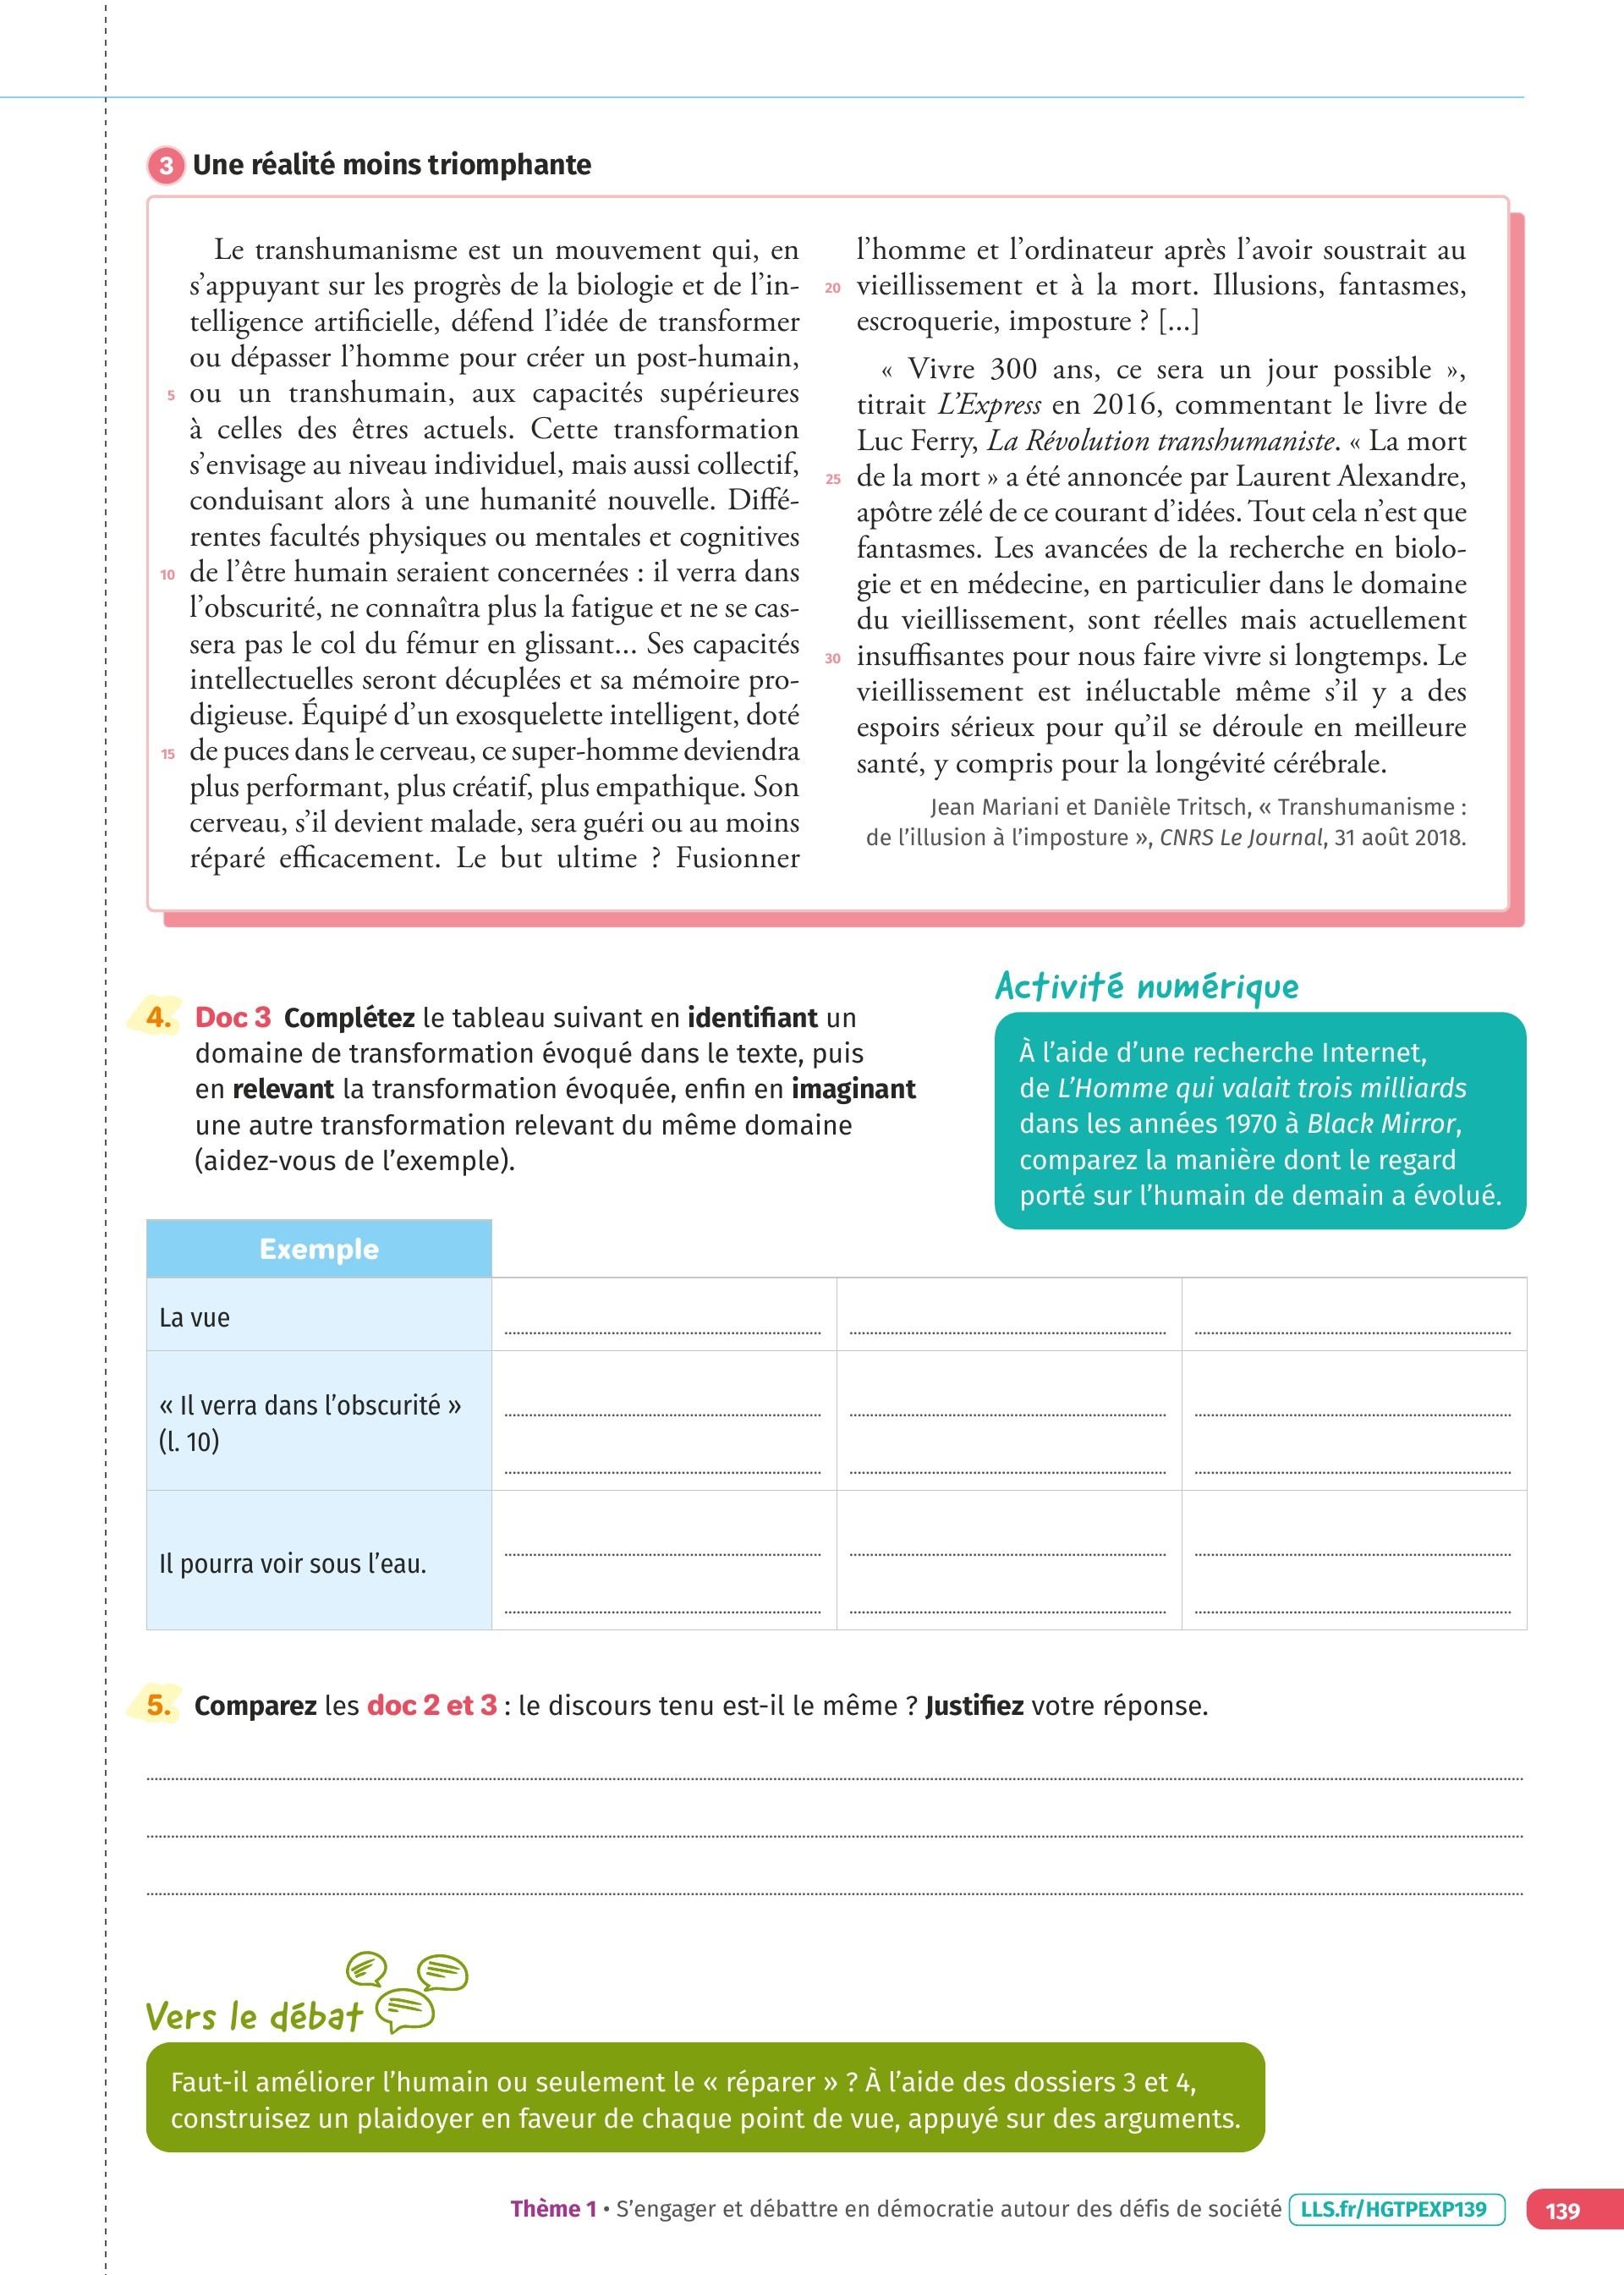 3 Une réalité moins triomphante
Le transhumanisme est un mouvement qui, en
s'appuyant sur les progrès de la biologie et de l'in-
telligence artificielle, défend l'idée de transformer
ou dépasser l'homme pour créer un post-humain,
5 ou un transhumain, aux capacités supérieures
à celles des êtres actuels. Cette transformation
s'envisage au niveau individuel, mais aussi collectif,
conduisant alors à une humanité nouvelle. Diffé-
rentes facultés physiques ou mentales et cognitives
10 de l'être humain seraient concernées : il verra dans
l'obscurité, ne connaîtra plus la fatigue et ne se cas-
sera pas le col du fémur en glissant... Ses capacités
intellectuelles seront décuplées et sa mémoire pro-
digieuse. Équipé d'un exosquelette intelligent, doté
15 de puces dans le cerveau, ce super-homme deviendra
plus performant, plus créatif, plus empathique. Son
cerveau, s'il devient malade, sera guéri ou au moins
réparé efficacement. Le but ultime ? Fusionner
l'homme et l'ordinateur après l'avoir soustrait au
20 vieillissement et à la mort. Illusions, fantasmes,
escroquerie, imposture ? [...]
« Vivre 300 ans, ce sera un jour possible »,
titrait L'Express en 2016, commentant le livre de
Luc Ferry, La Révolution transhumaniste. « La mort
25 de la mort » a été annoncée par Laurent Alexandre,
apôtre zélé de ce courant d'idées. Tout cela n'est que
fantasmes. Les avancées de la recherche en biolo-
gie et en médecine, en particulier dans le domaine
du vieillissement, sont réelles mais actuellement
30 insuffisantes pour nous faire vivre si longtemps. Le
vieillissement est inéluctable même s'il y a des
espoirs sérieux pour qu'il se déroule en meilleure
santé, y compris pour la longévité cérébrale.
Jean Mariani et Danièle Tritsch, « Transhumanisme :
de l'illusion à l'imposture », CNRS Le Journal, 31 août 2018.
4. Doc 3 Complétez le tableau suivant en identifiant un
domaine de transformation évoqué dans le texte, puis
en relevant la transformation évoquée, enfin en imaginant
une autre transformation relevant du même domaine
(aidez-vous de l'exemple).
Activité numérique
À l'aide d'une recherche Internet,
de L'Homme qui valait trois milliards
dans les années 1970 à Black Mirror,
comparez la manière dont le regard
porté sur l'humain de demain a évolué.
Exemple
La vue
« Il verra dans l'obscurité »
(l. 10)
Il pourra voir sous l'eau.
5. Comparez les doc 2 et 3 : le discours tenu est-il le même ? Justifiez votre réponse.
Vers le débat
Faut-il améliorer l'humain ou seulement le « réparer » ? À l'aide des dossiers 3 et 4,
construisez un plaidoyer en faveur de chaque point de vue, appuyé sur des arguments.
Thème 1 • S'engager et débattre en démocratie autour des défis de société LLS.fr/HGTPEXP139 139